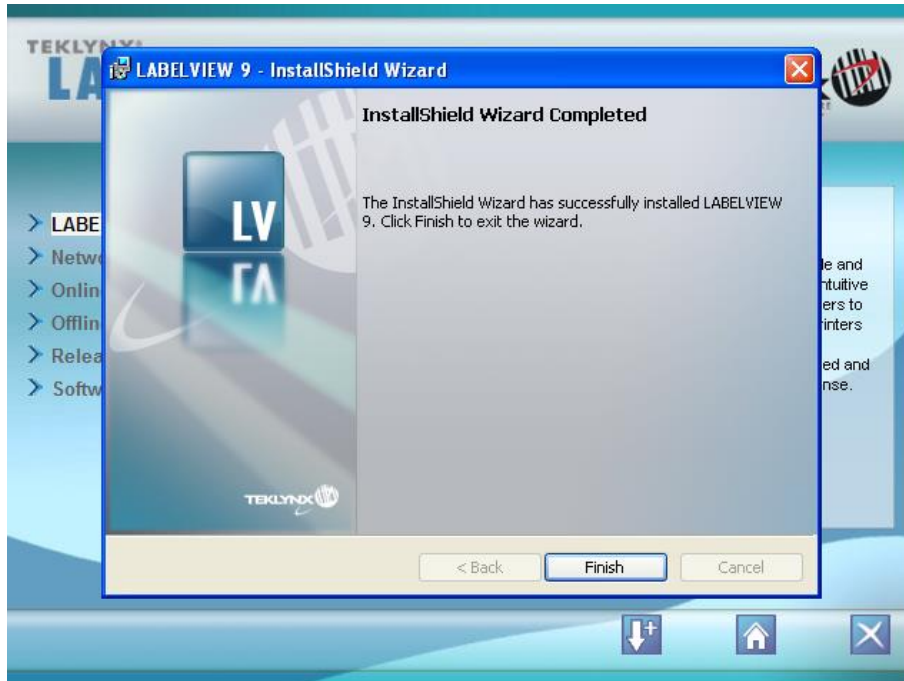 LABELVIEW 9 - InstallShield Wizard
InstallShield Wizard Completed
The InstallShield Wizard has successfully installed LABELVIEW
9. Click Finish to exit the wizard.
LV
TEKLYNX
< Back
Finish
Cancel
TEKLYNX
LA
LABE
Netw
Onlin
Offlin
Relea
Softw
le and
ntuitive
ers to
inters
ed and
nse.